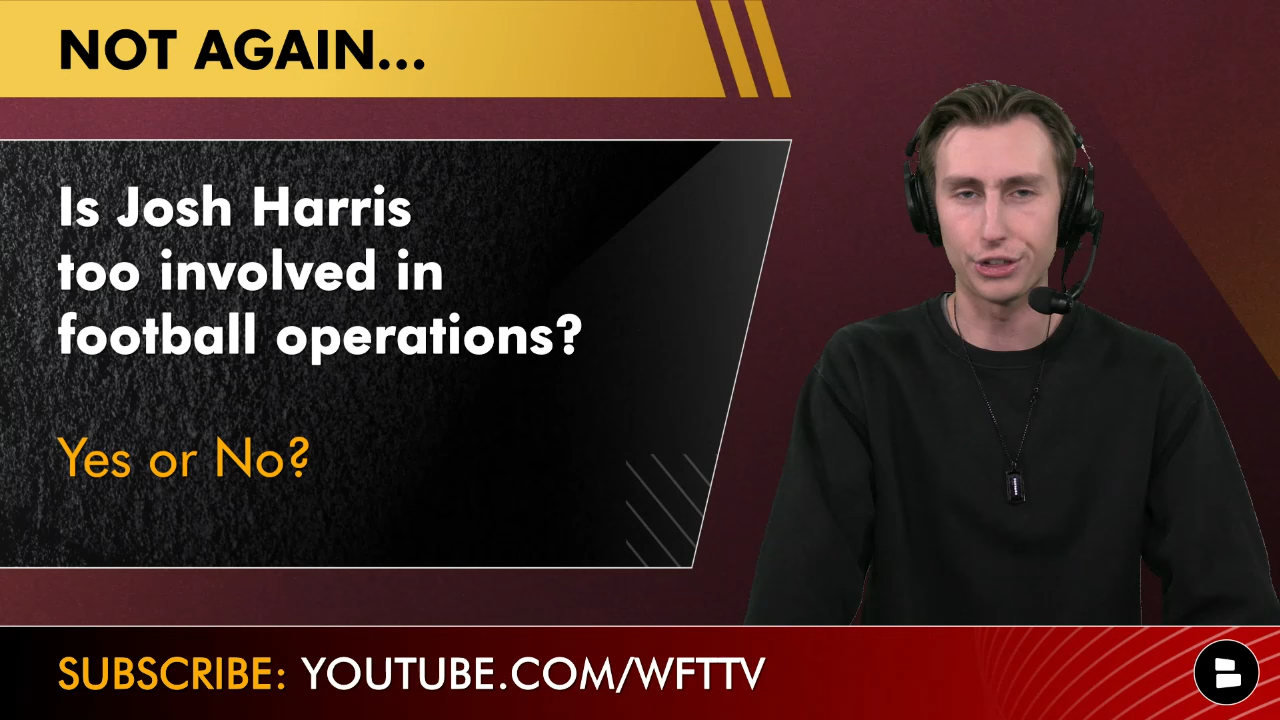 NOT AGAIN...
Is Josh Harris
too involved in
football operations?
Yes or No?
SUBSCRIBE: YOUTUBE.COM/WFTTV